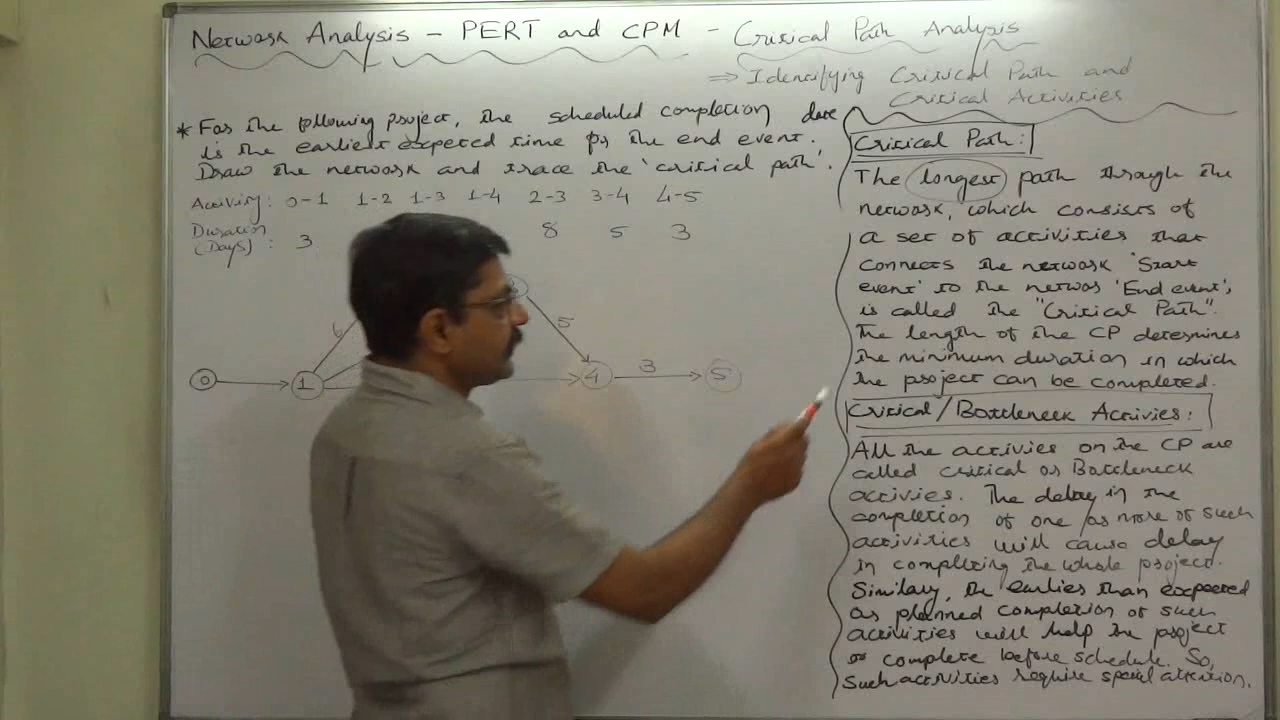 Network Analysis - PERT and CPM - Critical Path Analysis
⇒ Identifying Critical Path and
Critical Activities
* For the following project, the scheduled completion date
is the earliest expected time for the end event.
Draw the network and trace the 'critical path'.
Activity: 0-1 1-2 1-3 1-4 2-3 3-4 4-5
Duration
(Days): 3 8 5 3
6
5
0
1
4
3
5
Critical Path:
The longest path through the
network, which consists of
a set of activities that
connects the network 'Start
event' to the networ 'End event',
is called the "Critical Path".
The length of the CP determines
the minimum duration in which
the project can be completed.
Critical/Bottleneck Activies:
All the activies on the CP are
called critical or Bottleneck
activies. The delay in the
completion of one or more of such
activities will cause delay
in completing the whole project.
Similary, the earlier than expected
or planned completion of such
activities will help the project
to complete before schedule. So,
such activities require special attention.